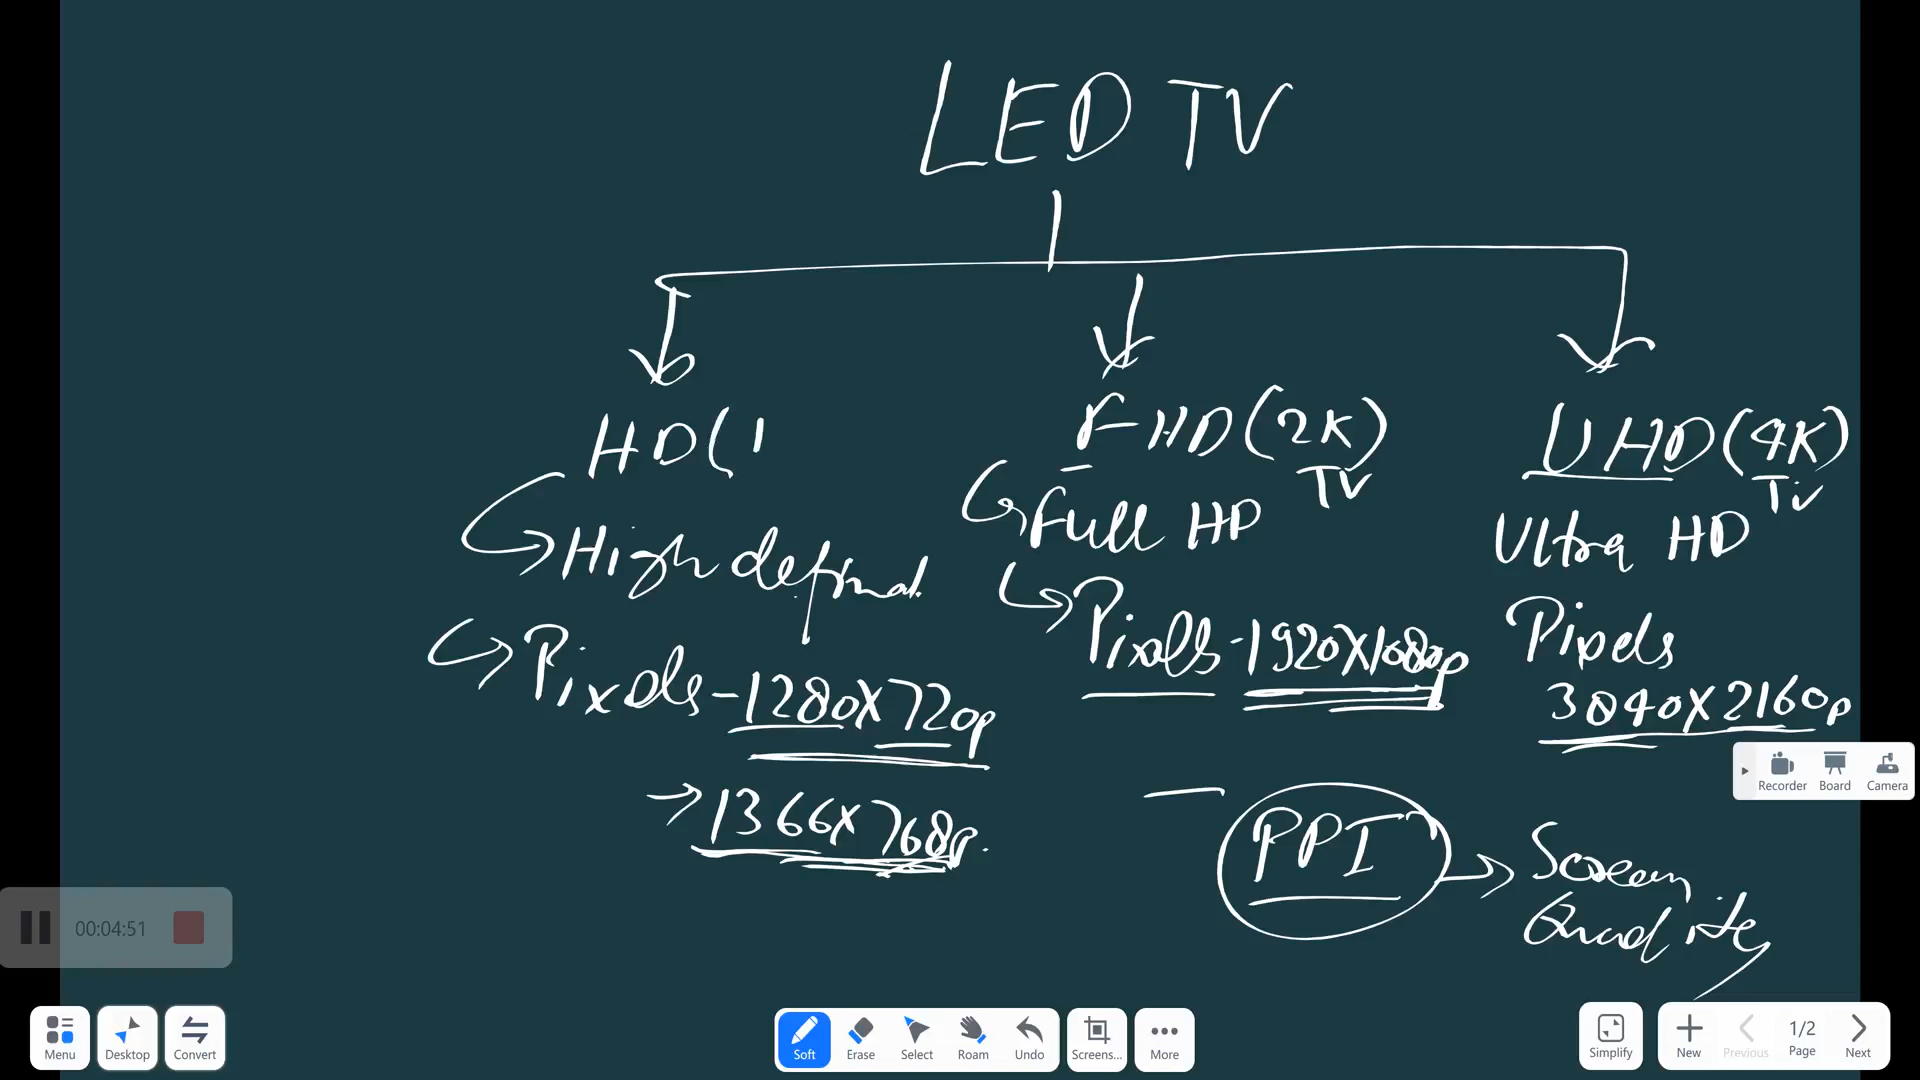 LED TV
HD(1
FHD(2K)
TV
UHD(4K)
TV
High definat.
Full HD
Ultra HD
Pixels-1280X720p
Pixels-1920X1080p
Pixels
3840X2160p
→1366X768p.
PPI → Screen
Quality
Recorder Board Camera
00:04:51
Menu Desktop Convert
Soft Erase Select Roam Undo Screens... More
Simplify New Previous 1/2 Page Next